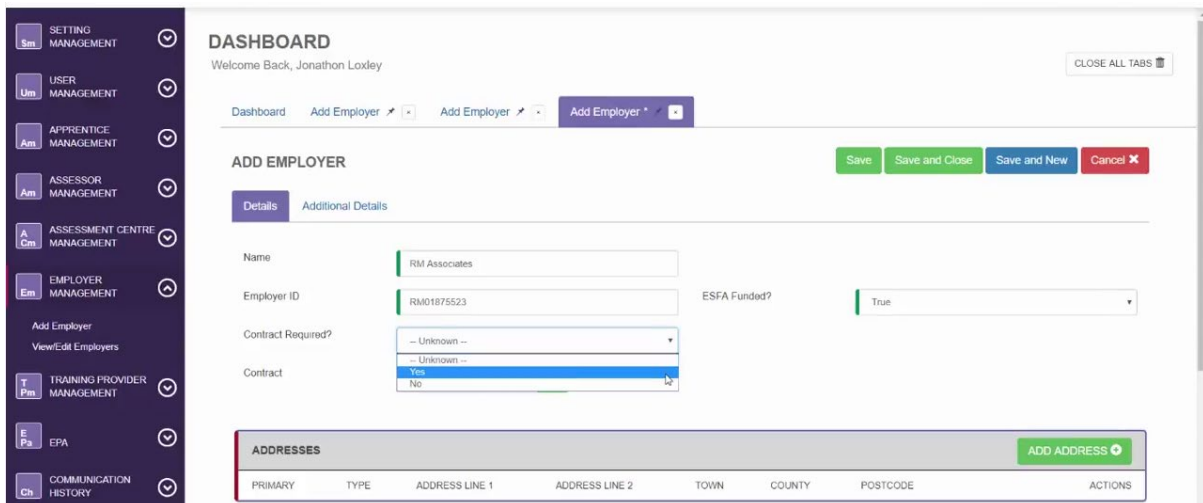 Sm
SETTING
MANAGEMENT
Um
USER
MANAGEMENT
Am
APPRENTICE
MANAGEMENT
Am
ASSESSOR
MANAGEMENT
A
Cm
ASSESSMENT CENTRE
MANAGEMENT
Em
EMPLOYER
MANAGEMENT
Add Employer
View/Edit Employers
T
Pm
TRAINING PROVIDER
MANAGEMENT
E
Pa
EPA
Ch
COMMUNICATION
HISTORY
DASHBOARD
Welcome Back, Jonathon Loxley
CLOSE ALL TABS
Dashboard Add Employer Add Employer Add Employer *
ADD EMPLOYER
Save Save and Close Save and New Cancel
Details Additional Details
Name RM Associates
Employer ID RM01875523 ESFA Funded? True
Contract Required? -- Unknown --
-- Unknown --
Yes
No
Contract
ADDRESSES ADD ADDRESS
PRIMARY TYPE ADDRESS LINE 1 ADDRESS LINE 2 TOWN COUNTY POSTCODE ACTIONS